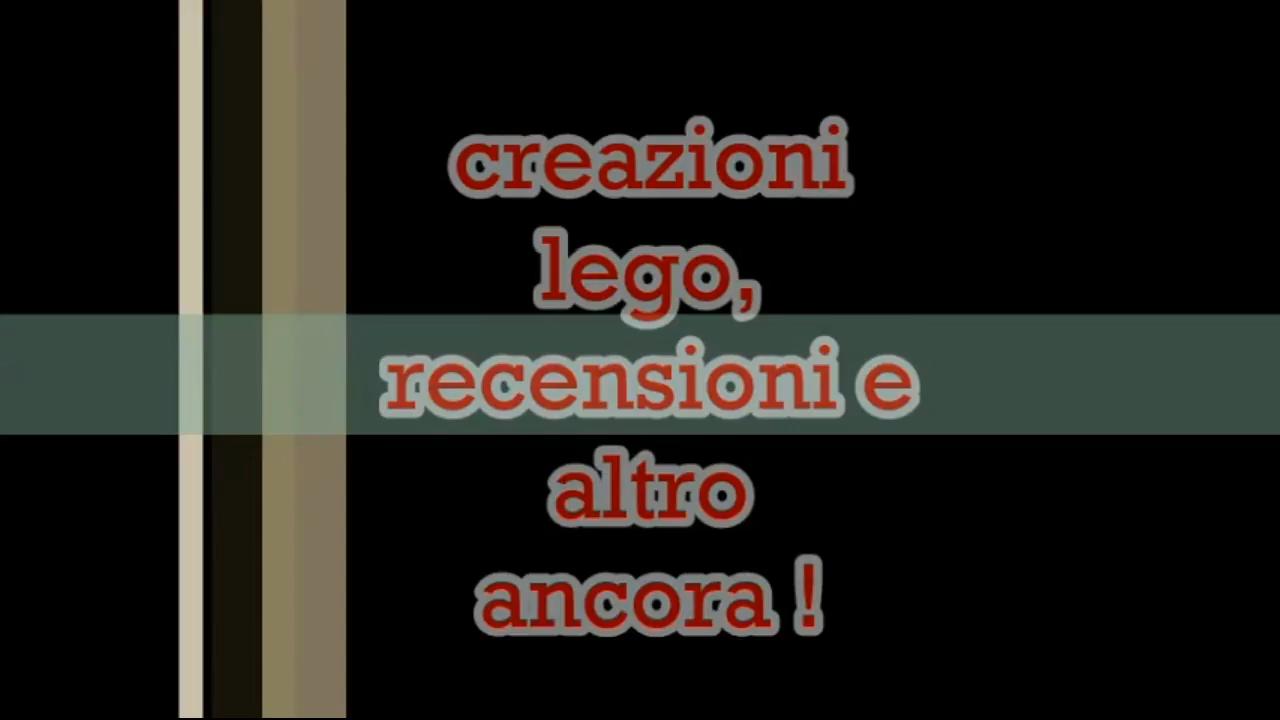 creazioni
lego,
recensioni e
altro
ancora !